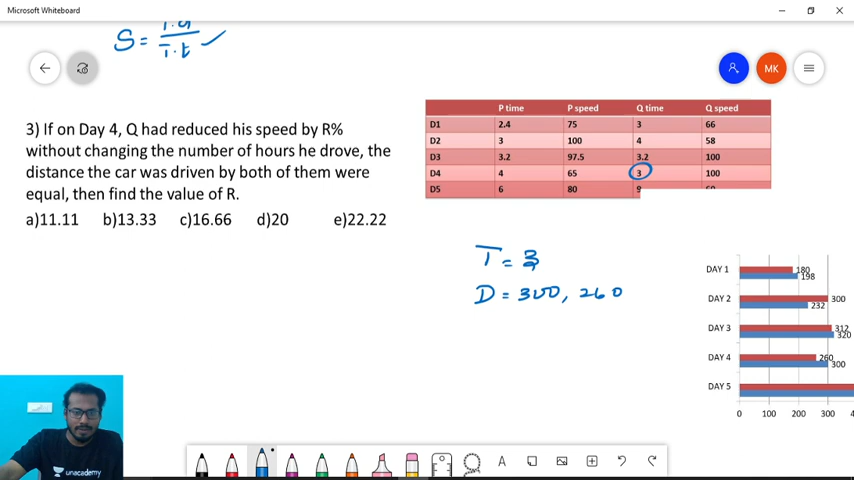 Microsoft Whiteboard
S = T.d / T.t ✓
MK
3) If on Day 4, Q had reduced his speed by R%
without changing the number of hours he drove, the
distance the car was driven by both of them were
equal, then find the value of R.
a)11.11 b)13.33 c)16.66 d)20 e)22.22
P time P speed Q time Q speed
D1 2.4 75 3 66
D2 3 100 4 58
D3 3.2 97.5 3.2 100
D4 4 65 3 100
D5 6 80
T = 3
D = 300, 260
DAY 1 180 198
DAY 2 300 232
DAY 3 312 320
DAY 4 260 300
DAY 5
0 100 200 300
unacademy